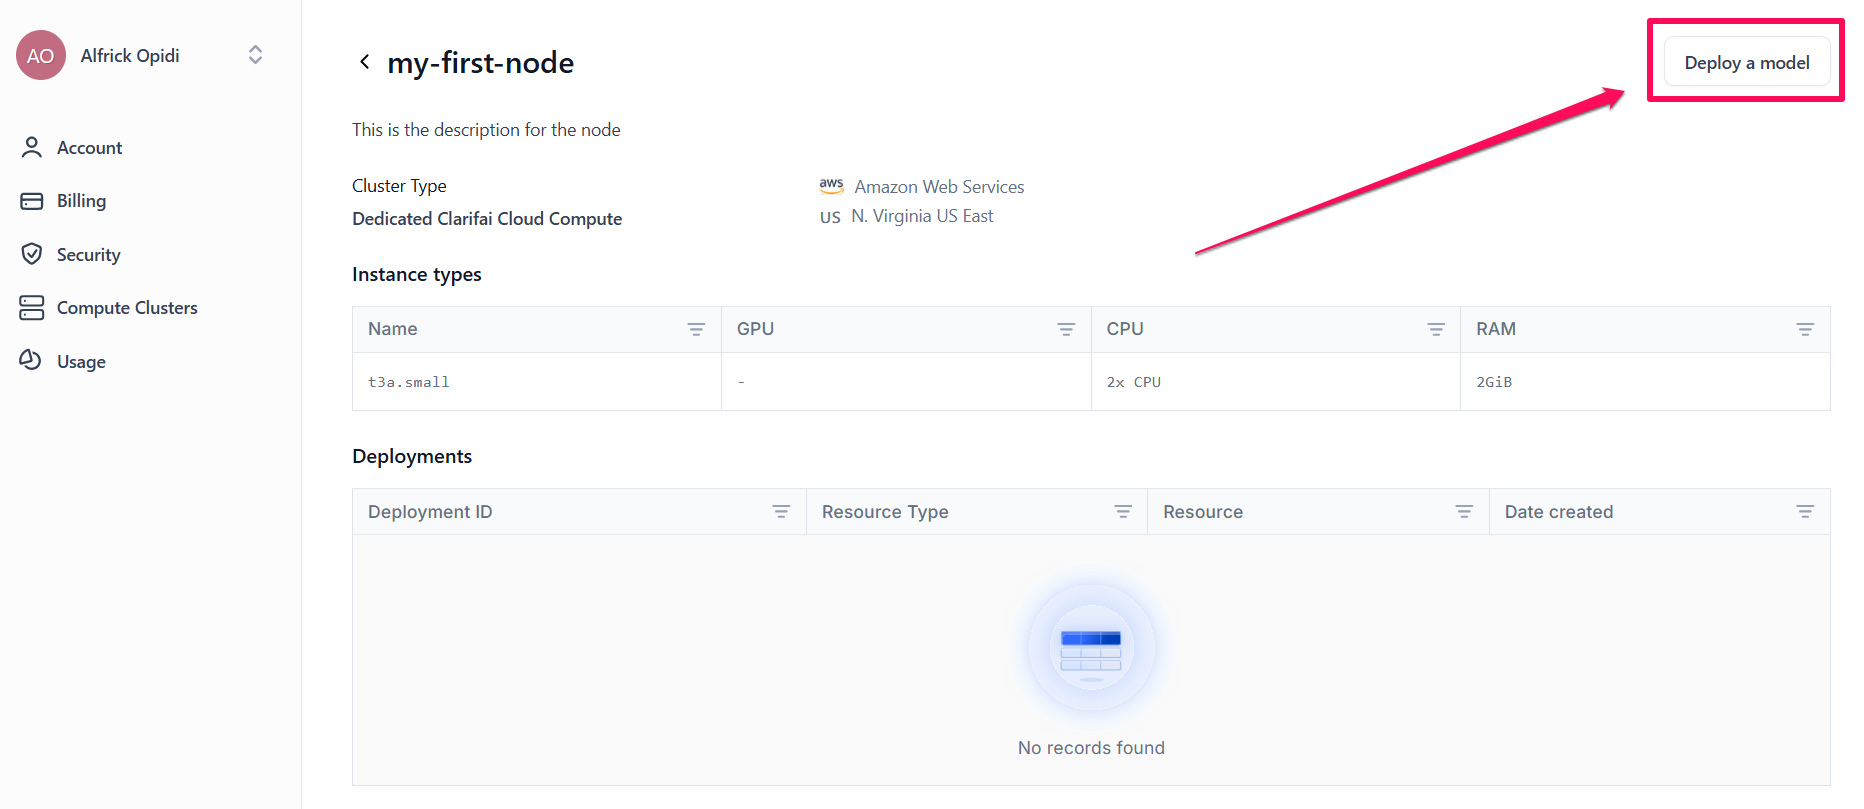 AO Alfrick Opidi
Account
Billing
Security
Compute Clusters
Usage
my-first-node
Deploy a model
This is the description for the node
Cluster Type
Dedicated Clarifai Cloud Compute
aws Amazon Web Services
US N. Virginia US East
Instance types
Name GPU CPU RAM
t3a.small - 2x CPU 2GiB
Deployments
Deployment ID Resource Type Resource Date created
No records found